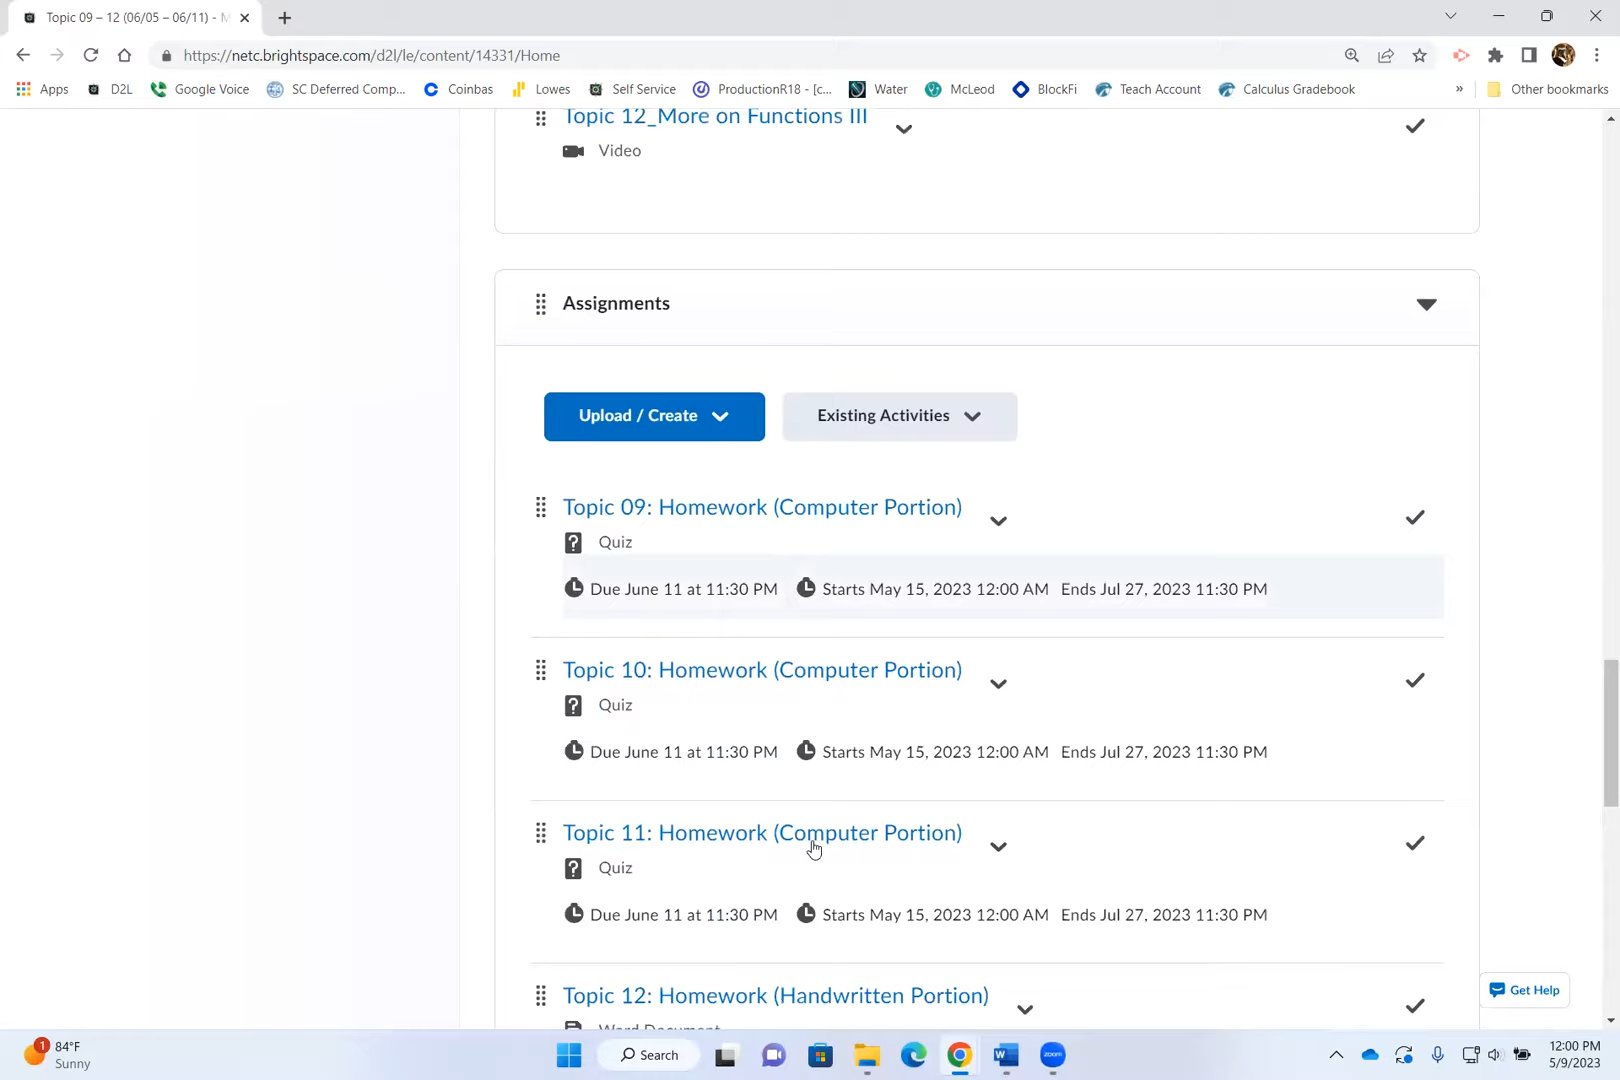 Topic 09 – 12 (06/05 – 06/11) - M
https://netc.brightspace.com/d2l/le/content/14331/Home
Apps D2L Google Voice SC Deferred Comp... Coinbas Lowes Self Service ProductionR18 - [c... Water McLeod BlockFi Teach Account Calculus Gradebook » Other bookmarks
Topic 12_More on Functions III
Video
Assignments
Upload / Create Existing Activities
Topic 09: Homework (Computer Portion)
Quiz
Due June 11 at 11:30 PM Starts May 15, 2023 12:00 AM Ends Jul 27, 2023 11:30 PM
Topic 10: Homework (Computer Portion)
Quiz
Due June 11 at 11:30 PM Starts May 15, 2023 12:00 AM Ends Jul 27, 2023 11:30 PM
Topic 11: Homework (Computer Portion)
Quiz
Due June 11 at 11:30 PM Starts May 15, 2023 12:00 AM Ends Jul 27, 2023 11:30 PM
Topic 12: Homework (Handwritten Portion)
Word Document
Get Help
1 84°F
Sunny
Search
zoom
12:00 PM
5/9/2023